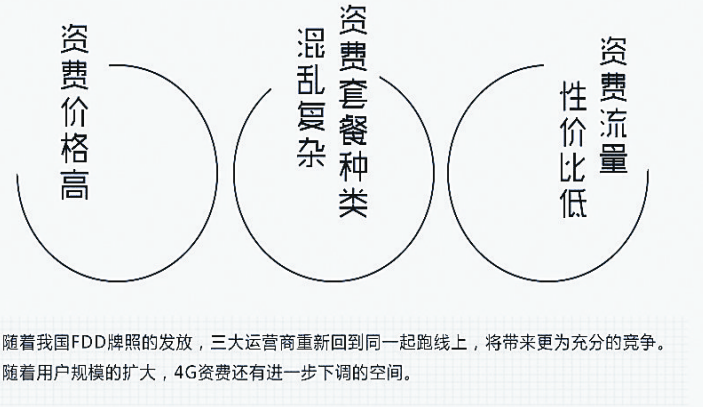 资费价格高
资费套餐种类
混乱复杂
资费流量
性价比低
随着我国FDD牌照的发放，三大运营商重新回到同一起跑线上，将带来更为充分的竞争。
随着用户规模的扩大，4G资费还有进一步下调的空间。